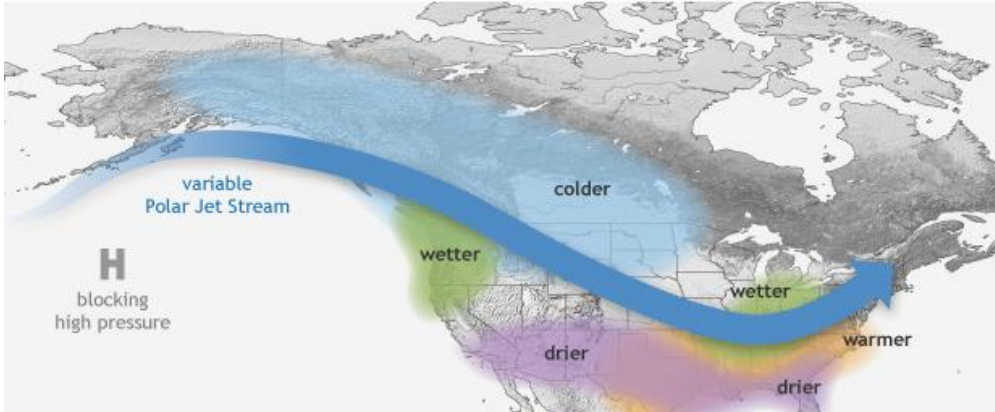 variable
Polar Jet Stream
colder
wetter
H
blocking
high pressure
wetter
warmer
drier
drier